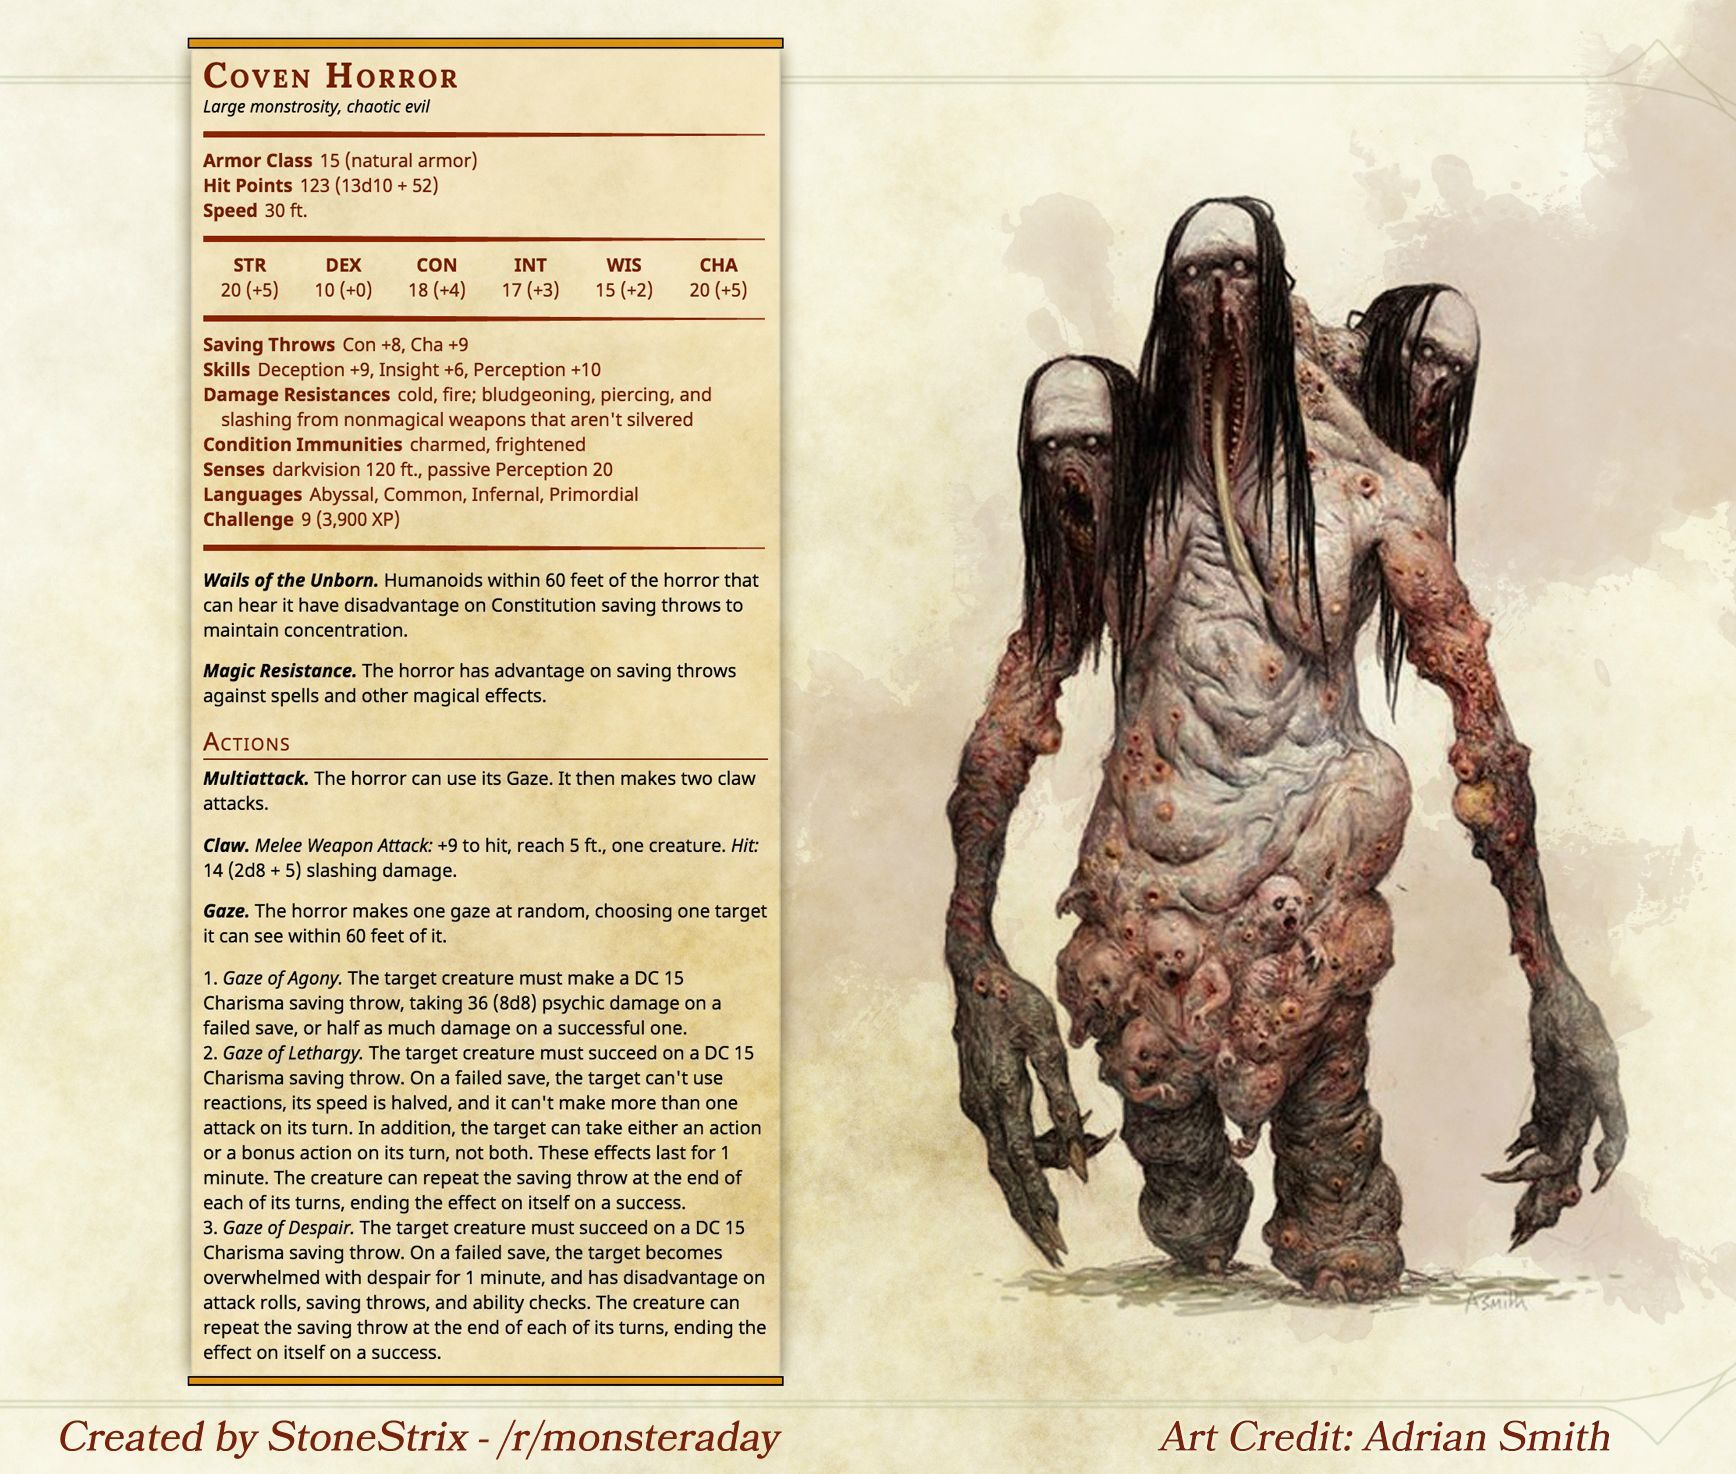 Coven Horror
Large monstrosity, chaotic evil
Armor Class 15 (natural armor)
Hit Points 123 (13d10 + 52)
Speed 30 ft.
STR DEX CON INT WIS CHA
20 (+5) 10 (+0) 18 (+4) 17 (+3) 15 (+2) 20 (+5)
Saving Throws Con +8, Cha +9
Skills Deception +9, Insight +6, Perception +10
Damage Resistances cold, fire; bludgeoning, piercing, and
slashing from nonmagical weapons that aren't silvered
Condition Immunities charmed, frightened
Senses darkvision 120 ft., passive Perception 20
Languages Abyssal, Common, Infernal, Primordial
Challenge 9 (3,900 XP)
Wails of the Unborn. Humanoids within 60 feet of the horror that
can hear it have disadvantage on Constitution saving throws to
maintain concentration.
Magic Resistance. The horror has advantage on saving throws
against spells and other magical effects.
Actions
Multiattack. The horror can use its Gaze. It then makes two claw
attacks.
Claw. Melee Weapon Attack: +9 to hit, reach 5 ft., one creature. Hit:
14 (2d8 + 5) slashing damage.
Gaze. The horror makes one gaze at random, choosing one target
it can see within 60 feet of it.
1. Gaze of Agony. The target creature must make a DC 15
Charisma saving throw, taking 36 (8d8) psychic damage on a
failed save, or half as much damage on a successful one.
2. Gaze of Lethargy. The target creature must succeed on a DC 15
Charisma saving throw. On a failed save, the target can't use
reactions, its speed is halved, and it can't make more than one
attack on its turn. In addition, the target can take either an action
or a bonus action on its turn, not both. These effects last for 1
minute. The creature can repeat the saving throw at the end of
each of its turns, ending the effect on itself on a success.
3. Gaze of Despair. The target creature must succeed on a DC 15
Charisma saving throw. On a failed save, the target becomes
overwhelmed with despair for 1 minute, and has disadvantage on
attack rolls, saving throws, and ability checks. The creature can
repeat the saving throw at the end of each of its turns, ending the
effect on itself on a success.
ASmith
Created by StoneStrix - /r/monsteraday
Art Credit: Adrian Smith